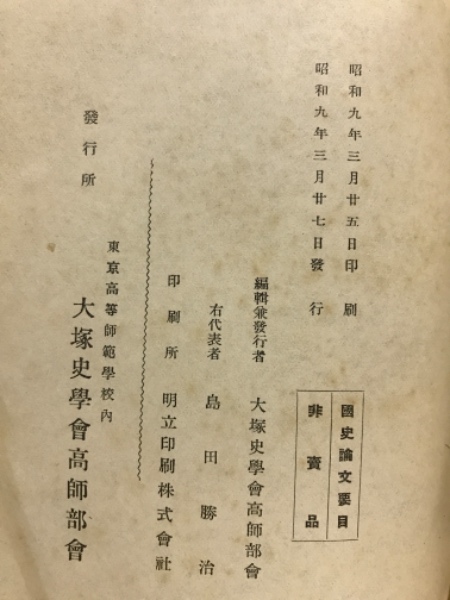 昭和九年三月廿五日印刷
昭和九年三月廿七日發行
國史論文要目
非賣品
編輯兼發行者 大塚史學會高師部會
右代表者 島田勝治
印刷所 明立印刷株式會社
發行所 東京高等師範學校內
大塚史學會高師部會